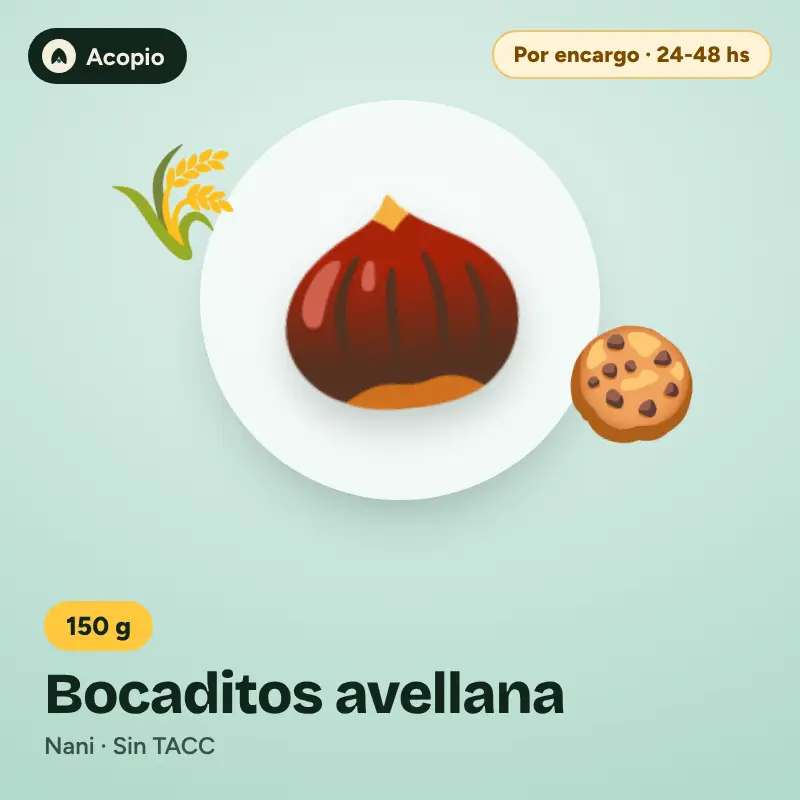 Acopio
Por encargo · 24-48 hs
150 g
Bocaditos avellana
Nani · Sin TACC